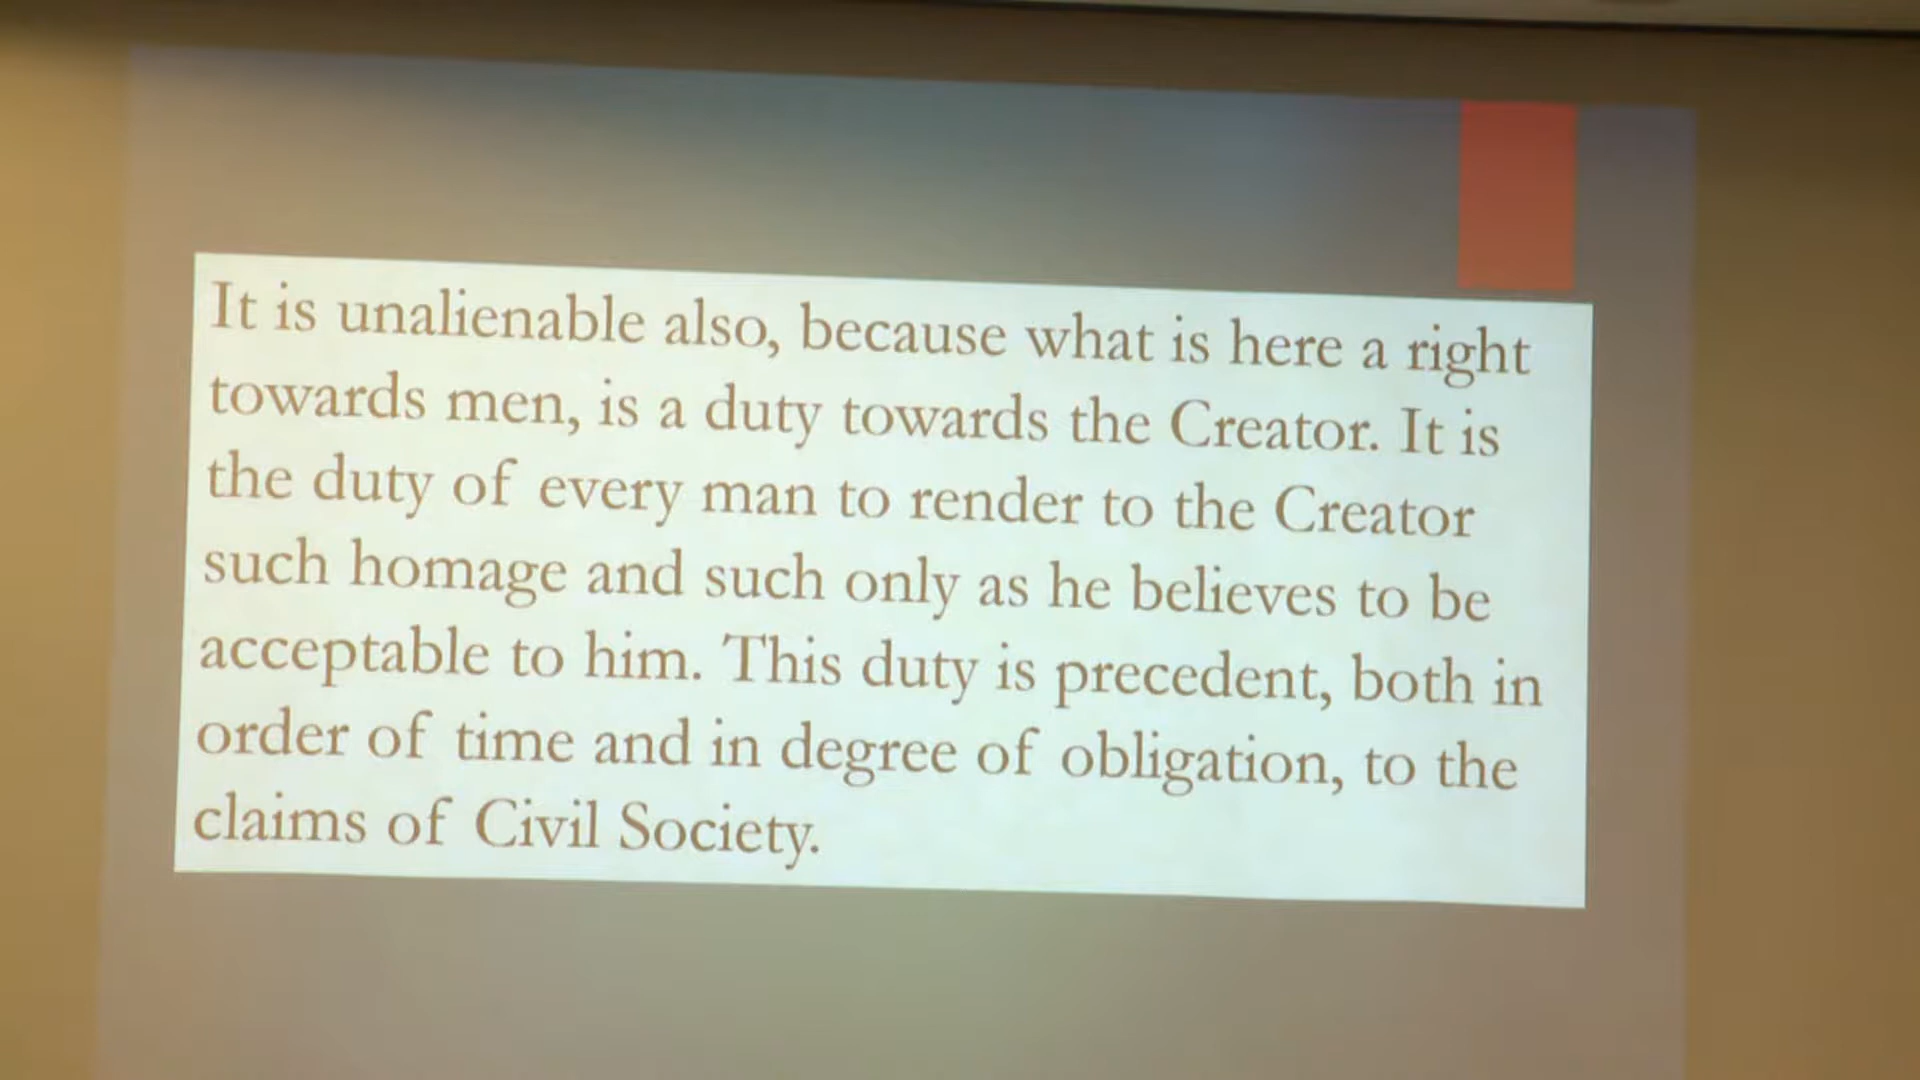 It is unalienable also, because what is here a right
towards men, is a duty towards the Creator. It is
the duty of every man to render to the Creator
such homage and such only as he believes to be
acceptable to him. This duty is precedent, both in
order of time and in degree of obligation, to the
claims of Civil Society.